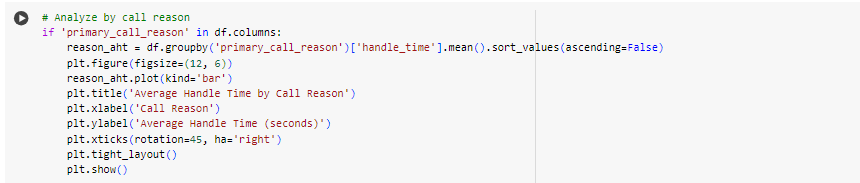 # Analyze by call reason
if 'primary_call_reason' in df.columns:
    reason_aht = df.groupby('primary_call_reason')['handle_time'].mean().sort_values(ascending=False)
    plt.figure(figsize=(12, 6))
    reason_aht.plot(kind='bar')
    plt.title('Average Handle Time by Call Reason')
    plt.xlabel('Call Reason')
    plt.ylabel('Average Handle Time (seconds)')
    plt.xticks(rotation=45, ha='right')
    plt.tight_layout()
    plt.show()